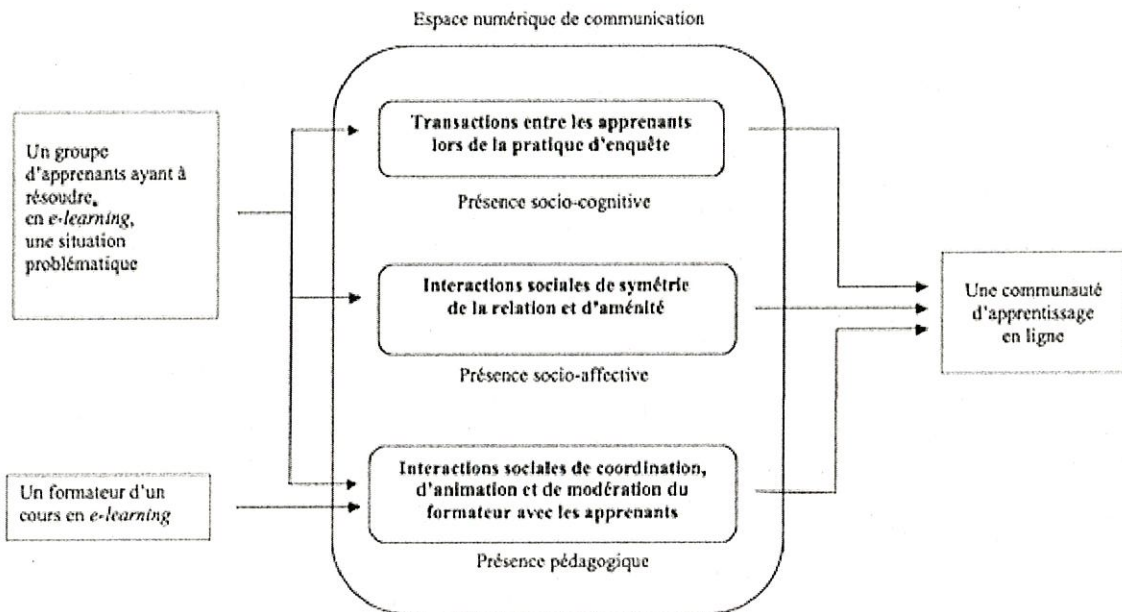 Espace numérique de communication
Un groupe
d'apprenants ayant à
résoudre,
en e-learning,
une situation
problématique
Transactions entre les apprenants
lors de la pratique d'enquête
Présence socio-cognitive
Interactions sociales de symétrie
de la relation et d'aménité
Présence socio-affective
Un formateur d'un
cours en e-learning
Interactions sociales de coordination,
d'animation et de modération du
formateur avec les apprenants
Présence pédagogique
Une communauté
d'apprentissage
en ligne